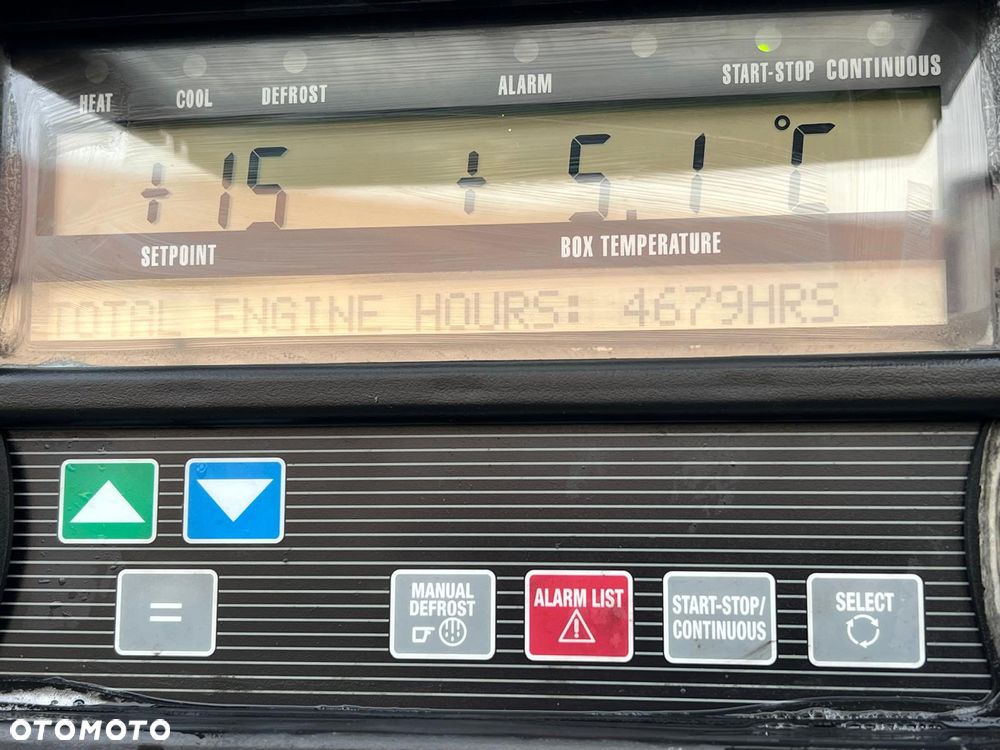 HEAT COOL DEFROST ALARM START-STOP CONTINUOUS
+15 +5.1 °C
SETPOINT BOX TEMPERATURE
TOTAL ENGINE HOURS: 4679HRS
=
MANUAL DEFROST
ALARM LIST
START-STOP/
CONTINUOUS
SELECT
OTOMOTO